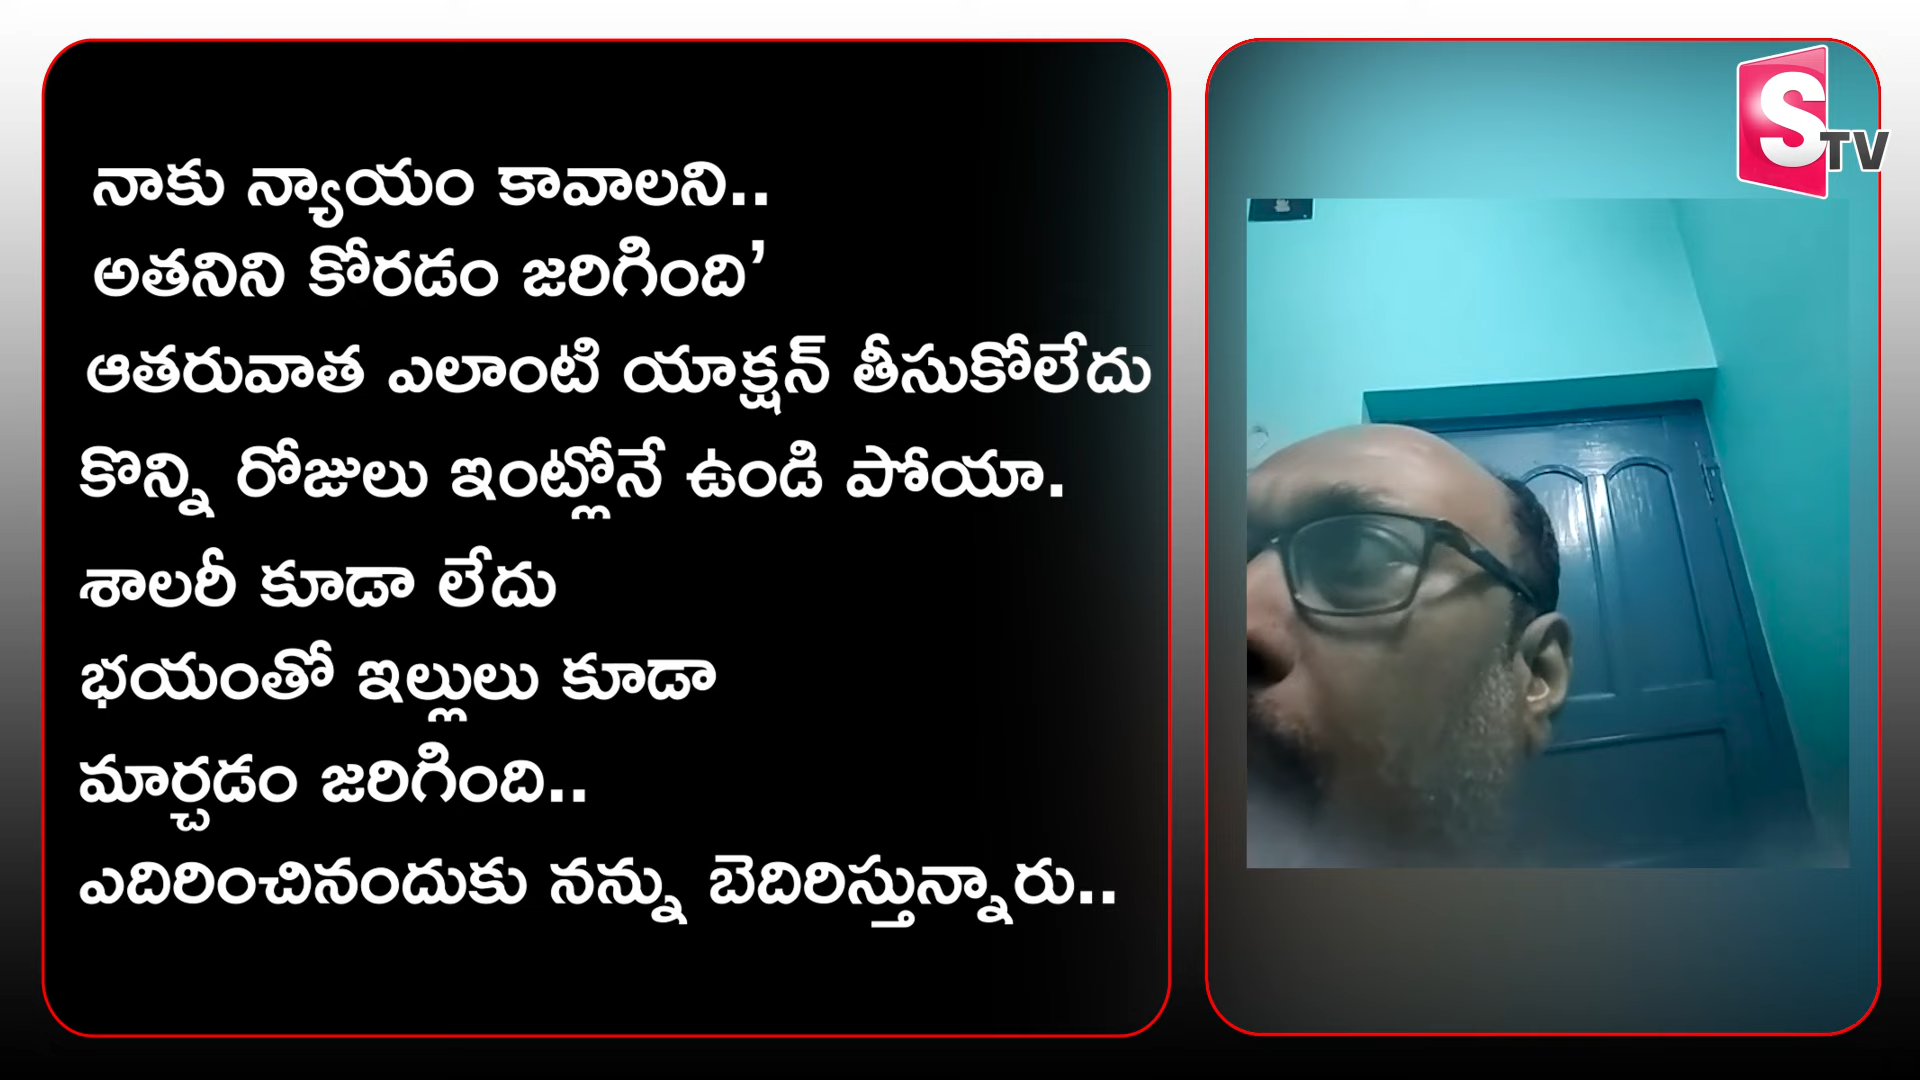 నాకు న్యాయం కావాలని..
అతనిని కోరడం జరిగింది’
ఆతరువాత ఎలాంటి యాక్షన్ తీసుకోలేదు
కొన్ని రోజులు ఇంట్లోనే ఉండి పోయా.
శాలరీ కూడా లేదు
భయంతో ఇల్లులు కూడా
మార్చడం జరిగింది..
ఎదిరించినందుకు నన్ను బెదిరిస్తున్నారు..
STV